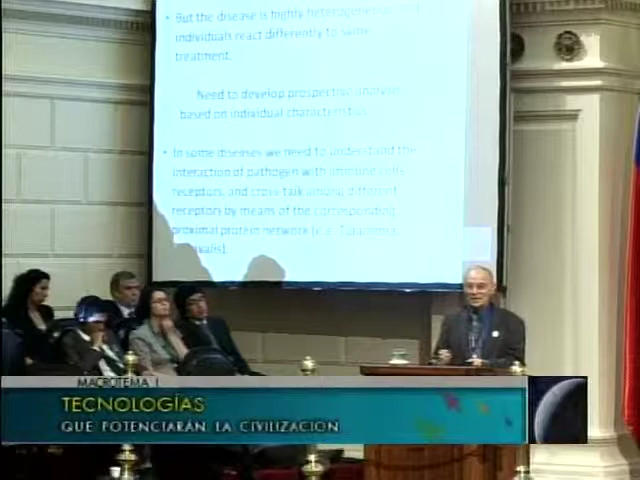 • But the disease is highly heterogeneous and
individuals react differently to same
treatment.
Need to develop prospective analysis
based on individual characteristics
• In some diseases we need to understand the
interaction of pathogen with immune cells
receptors, and cross talk among different
receptors by means of the corresponding
proximal protein network
MACROTEMA I
TECNOLOGÍAS
QUE POTENCIARÁN LA CIVILIZACIÓN